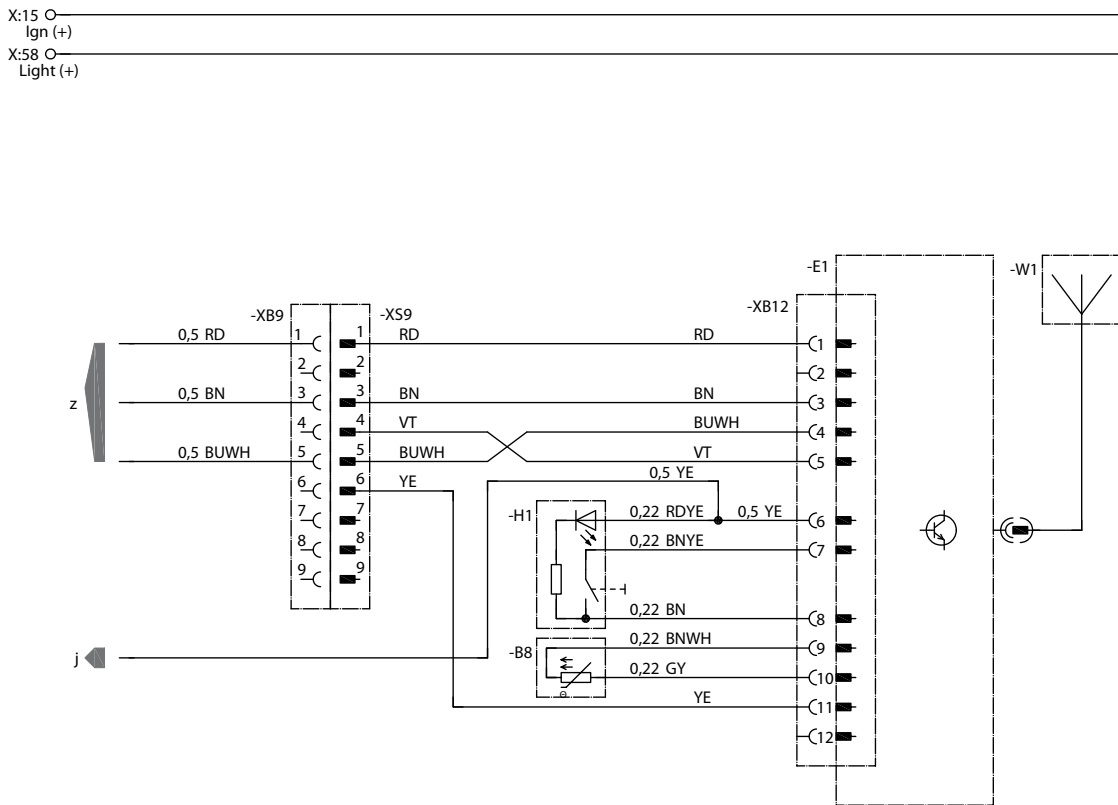 X:15
Ign (+)
X:58
Light (+)
-E1
-W1
-XB9
-XS9
-XB12
0,5 RD
1
1
RD
RD
1
2
2
2
z
0,5 BN
3
3
BN
BN
3
4
4
VT
BUWH
4
0,5 BUWH
5
5
BUWH
VT
5
0,5 YE
6
6
YE
-H1
0,22 RDYE
0,5 YE
6
7
7
0,22 BNYE
7
8
8
9
9
0,22 BN
8
j
-B8
0,22 BNWH
9
0,22 GY
10
Θ
YE
11
12